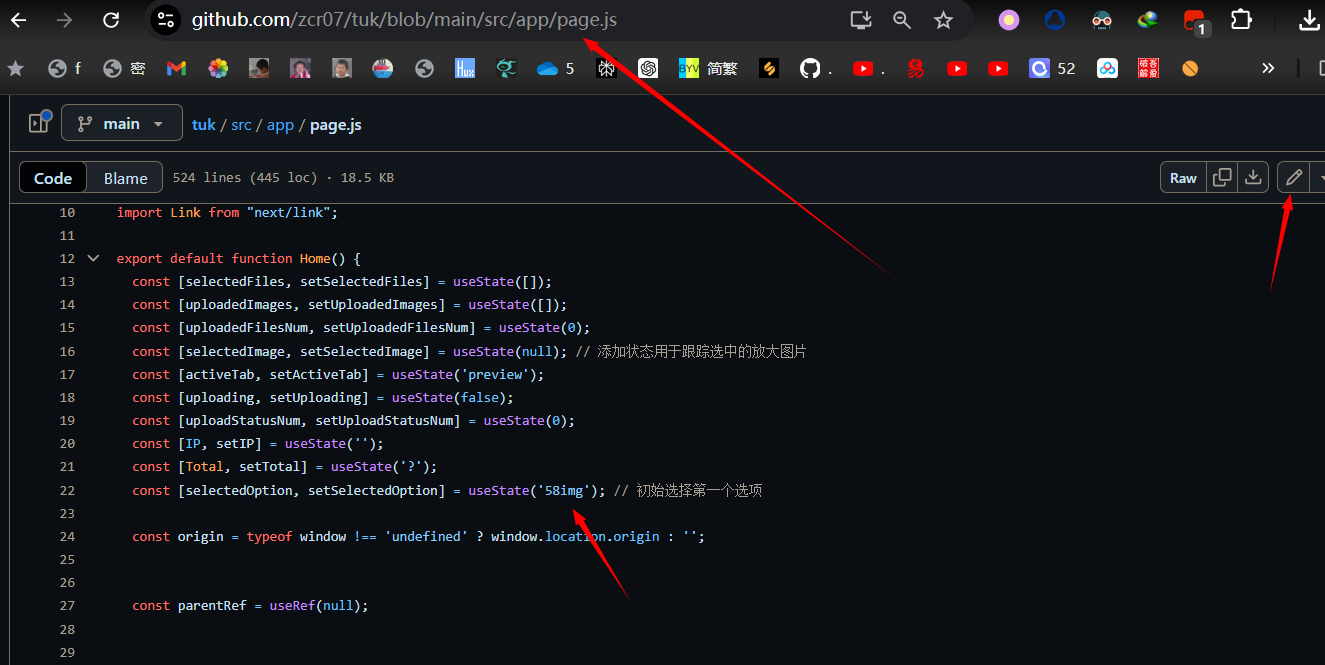 github.com/zcr07/tuk/blob/main/src/app/page.js
1
f 密 Hux 5 BYV 简繁 . . 易 52 破吾解爱 »
main tuk / src / app / page.js
Code Blame 524 lines (445 loc) · 18.5 KB Raw
10 import Link from "next/link";
11
12 export default function Home() {
13 const [selectedFiles, setSelectedFiles] = useState([]);
14 const [uploadedImages, setUploadedImages] = useState([]);
15 const [uploadedFilesNum, setUploadedFilesNum] = useState(0);
16 const [selectedImage, setSelectedImage] = useState(null); // 添加状态用于跟踪选中的放大图片
17 const [activeTab, setActiveTab] = useState('preview');
18 const [uploading, setUploading] = useState(false);
19 const [uploadStatusNum, setUploadStatusNum] = useState(0);
20 const [IP, setIP] = useState('');
21 const [Total, setTotal] = useState('?');
22 const [selectedOption, setSelectedOption] = useState('58img'); // 初始选择第一个选项
23
24 const origin = typeof window !== 'undefined' ? window.location.origin : '';
25
26
27 const parentRef = useRef(null);
28
29